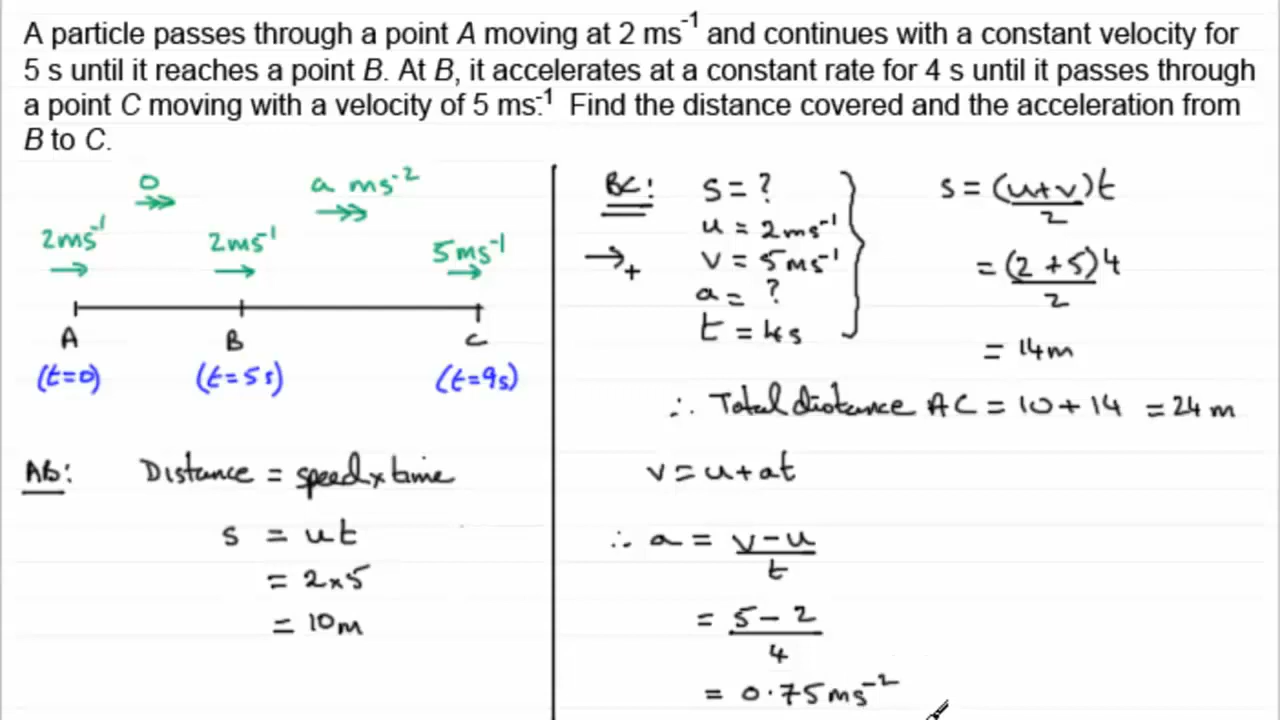 A particle passes through a point A moving at 2 ms⁻¹ and continues with a constant velocity for
5 s until it reaches a point B. At B, it accelerates at a constant rate for 4 s until it passes through
a point C moving with a velocity of 5 ms⁻¹. Find the distance covered and the acceleration from
B to C.
0
a ms⁻²
2ms⁻¹ 2ms⁻¹ 5ms⁻¹
A B C
(t=0) (t=5s) (t=9s)
AB: Distance = speed × time
s = ut
= 2×5
= 10m
BC: s = ?
u = 2ms⁻¹
→+ v = 5ms⁻¹
a = ?
t = 4s
s = (u+v)t/2
= (2+5)4/2
= 14m
∴ Total distance AC = 10 + 14 = 24m
v = u + at
∴ a = v-u/t
= 5-2/4
= 0.75ms⁻²